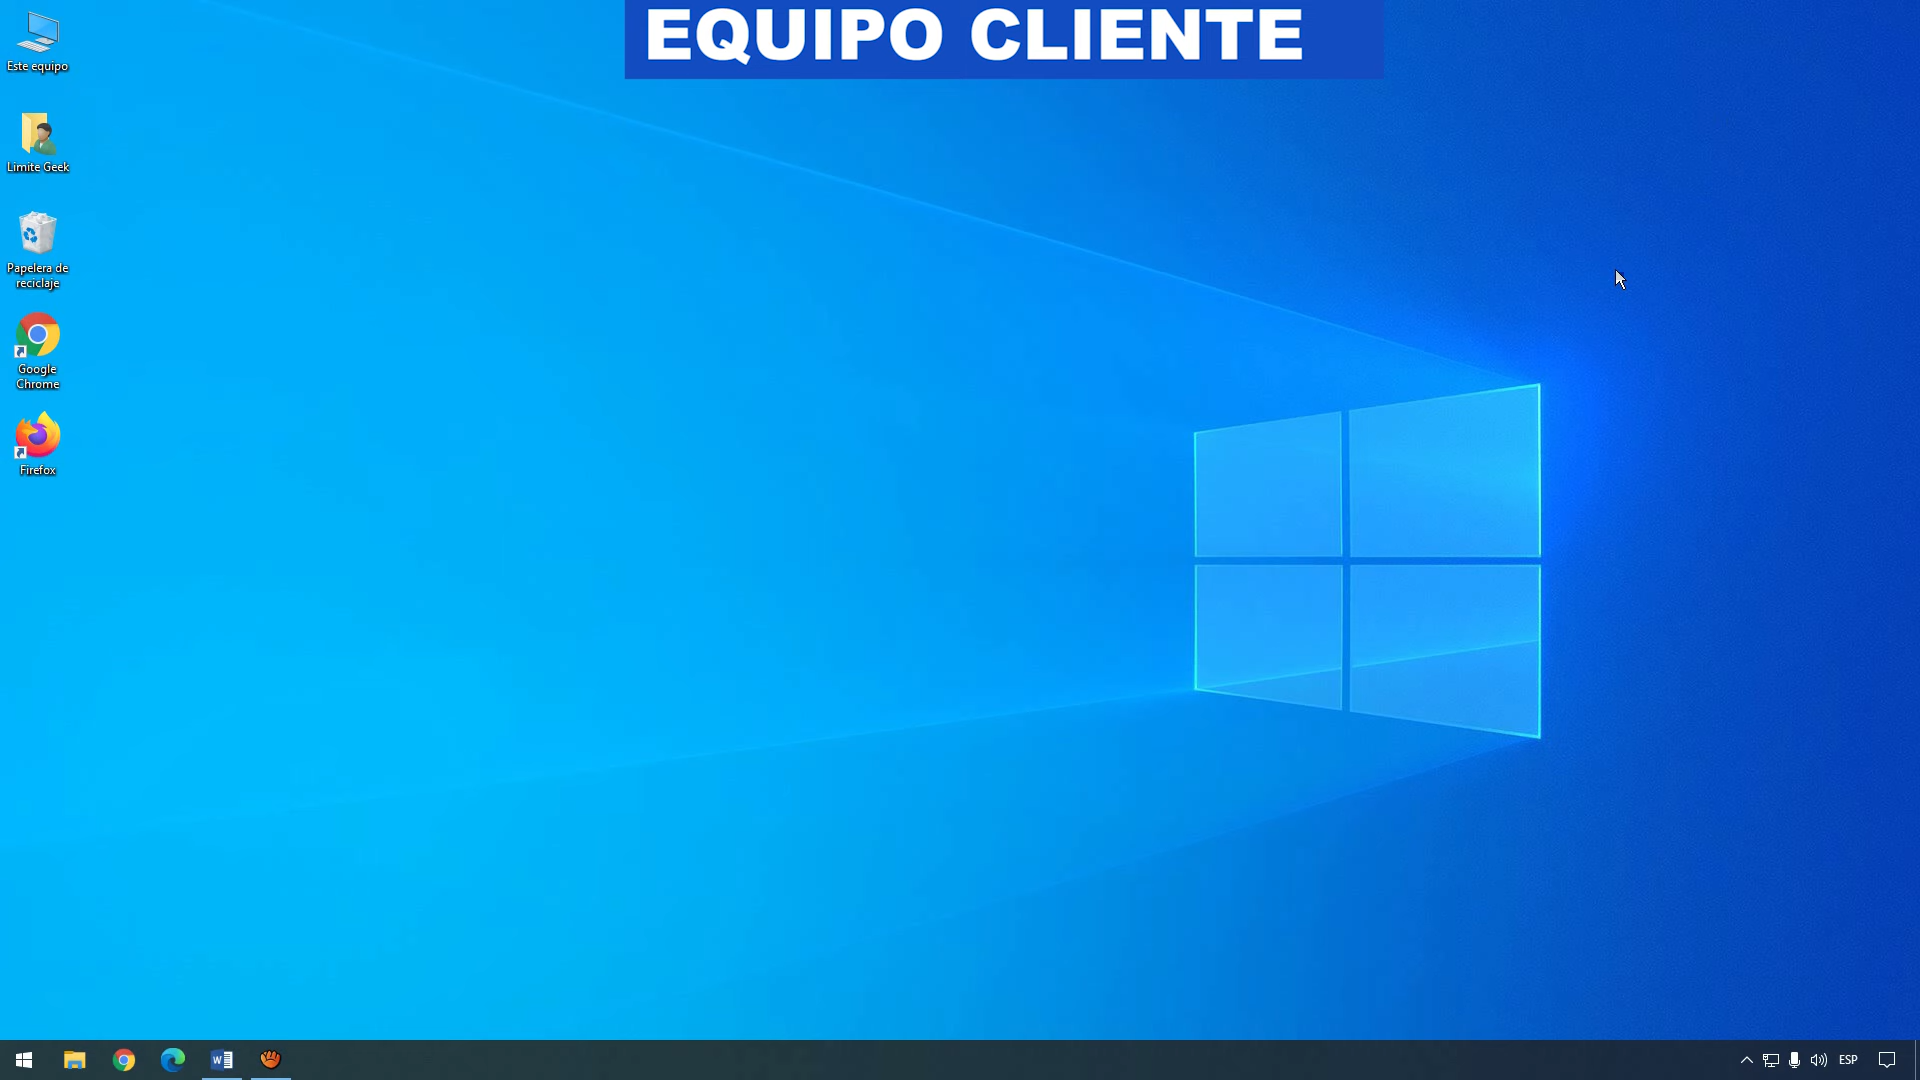 EQUIPO CLIENTE
Este equipo
Limite Geek
Papelera de
reciclaje
Google
Chrome
Firefox
W
ESP